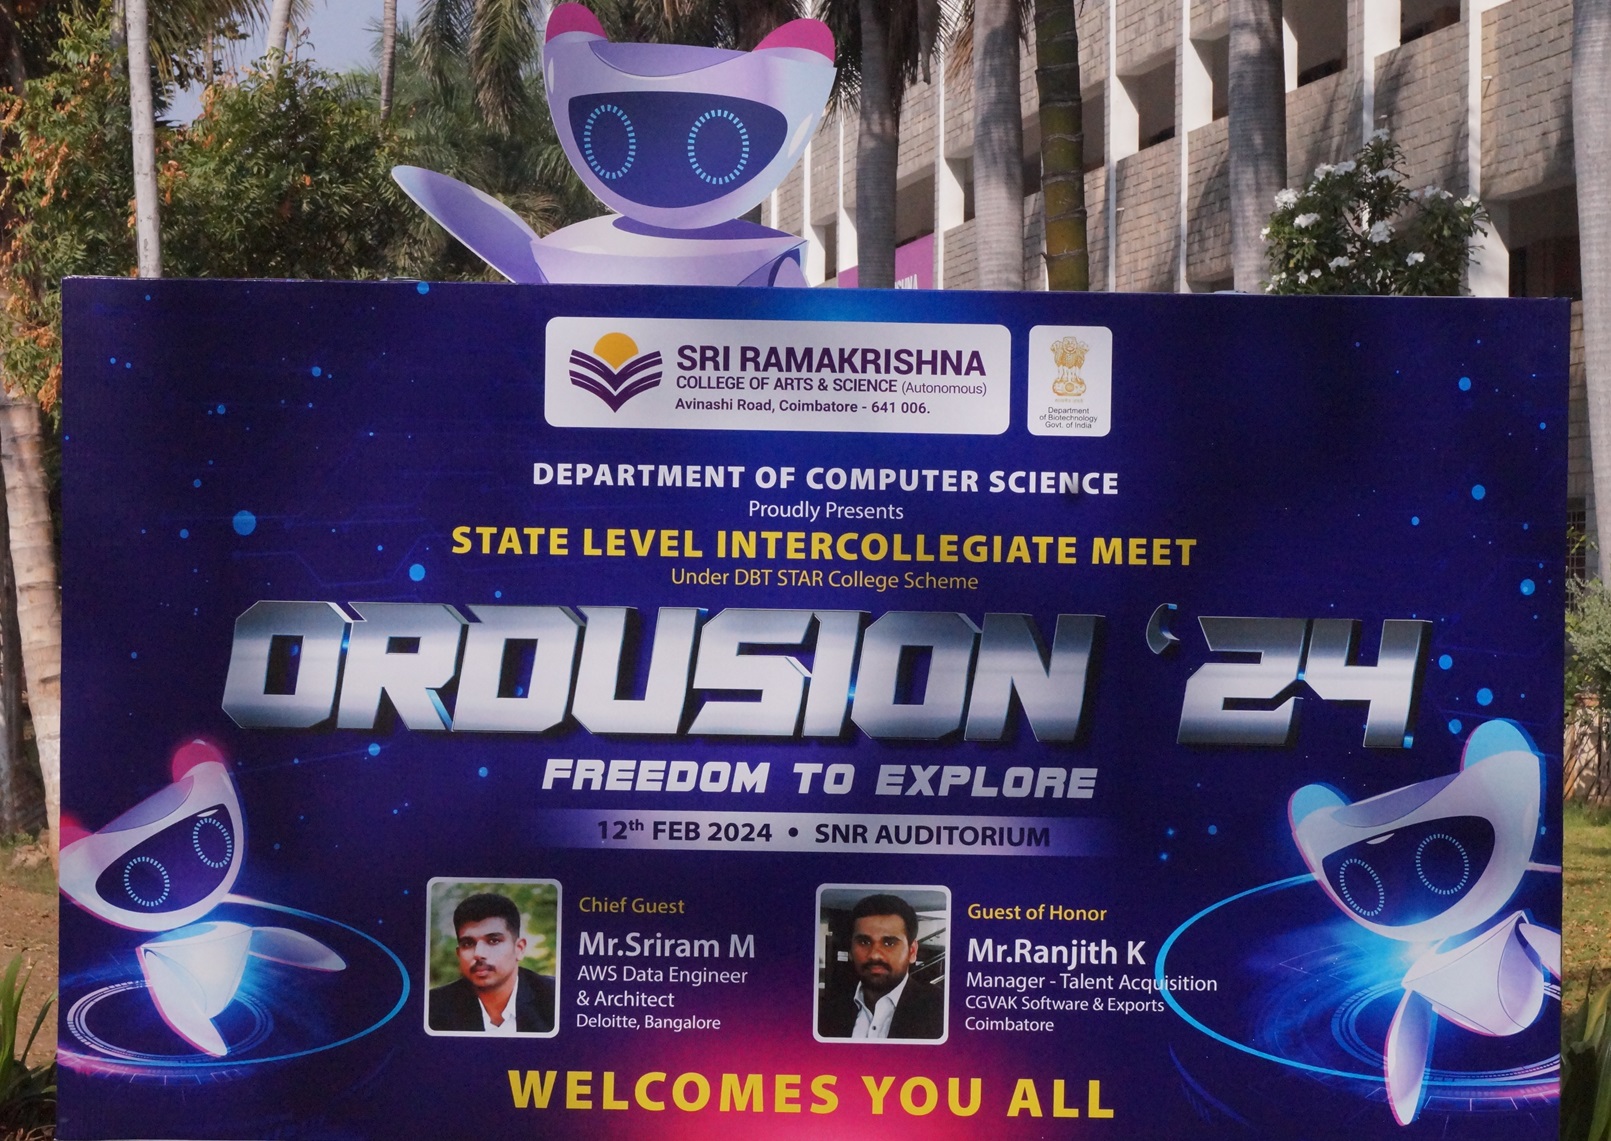 SRI RAMAKRISHNA
COLLEGE OF ARTS & SCIENCE (Autonomous)
Avinashi Road, Coimbatore - 641 006.
Department
of Biotechnology
Govt. of India
DEPARTMENT OF COMPUTER SCIENCE
Proudly Presents
STATE LEVEL INTERCOLLEGIATE MEET
Under DBT STAR College Scheme
ORDUSION '24
FREEDOM TO EXPLORE
12th FEB 2024 • SNR AUDITORIUM
Chief Guest
Mr.Sriram M
AWS Data Engineer
& Architect
Deloitte, Bangalore
Guest of Honor
Mr.Ranjith K
Manager - Talent Acquisition
CGVAK Software & Exports
Coimbatore
WELCOMES YOU ALL